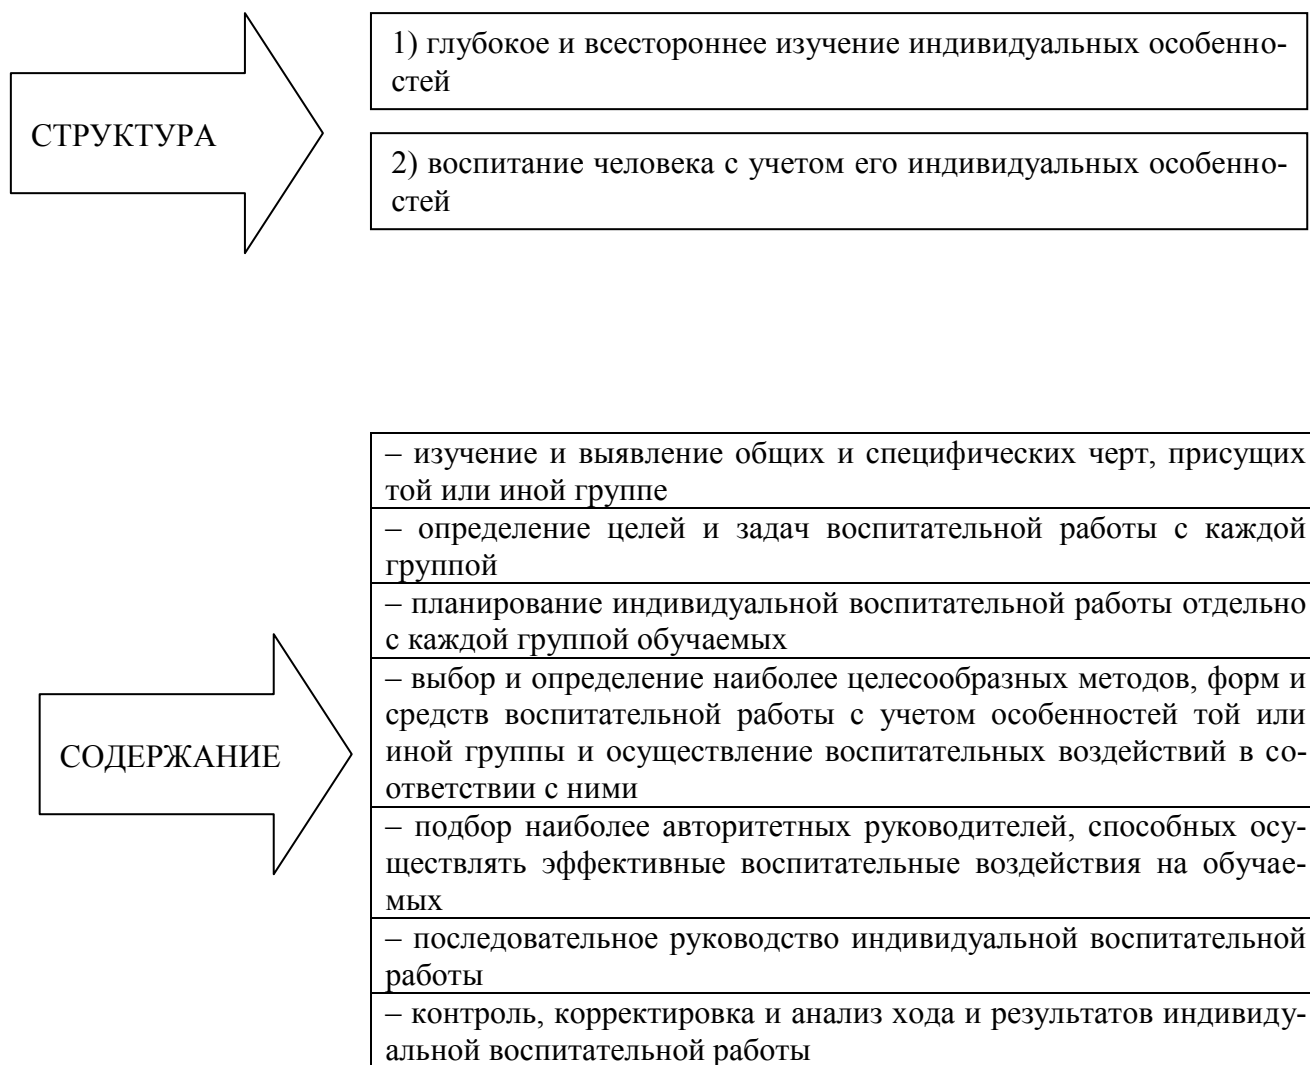 1) глубокое и всестороннее изучение индивидуальных особенно-
стей
СТРУКТУРА
2) воспитание человека с учетом его индивидуальных особенно-
стей
– изучение и выявление общих и специфических черт, присущих
той или иной группе
– определение целей и задач воспитательной работы с каждой
группой
– планирование индивидуальной воспитательной работы отдельно
с каждой группой обучаемых
– выбор и определение наиболее целесообразных методов, форм и
средств воспитательной работы с учетом особенностей той или
иной группы и осуществление воспитательных воздействий в со-
ответствии с ними
СОДЕРЖАНИЕ
– подбор наиболее авторитетных руководителей, способных осу-
ществлять эффективные воспитательные воздействия на обучае-
мых
– последовательное руководство индивидуальной воспитательной
работы
– контроль, корректировка и анализ хода и результатов индивиду-
альной воспитательной работы